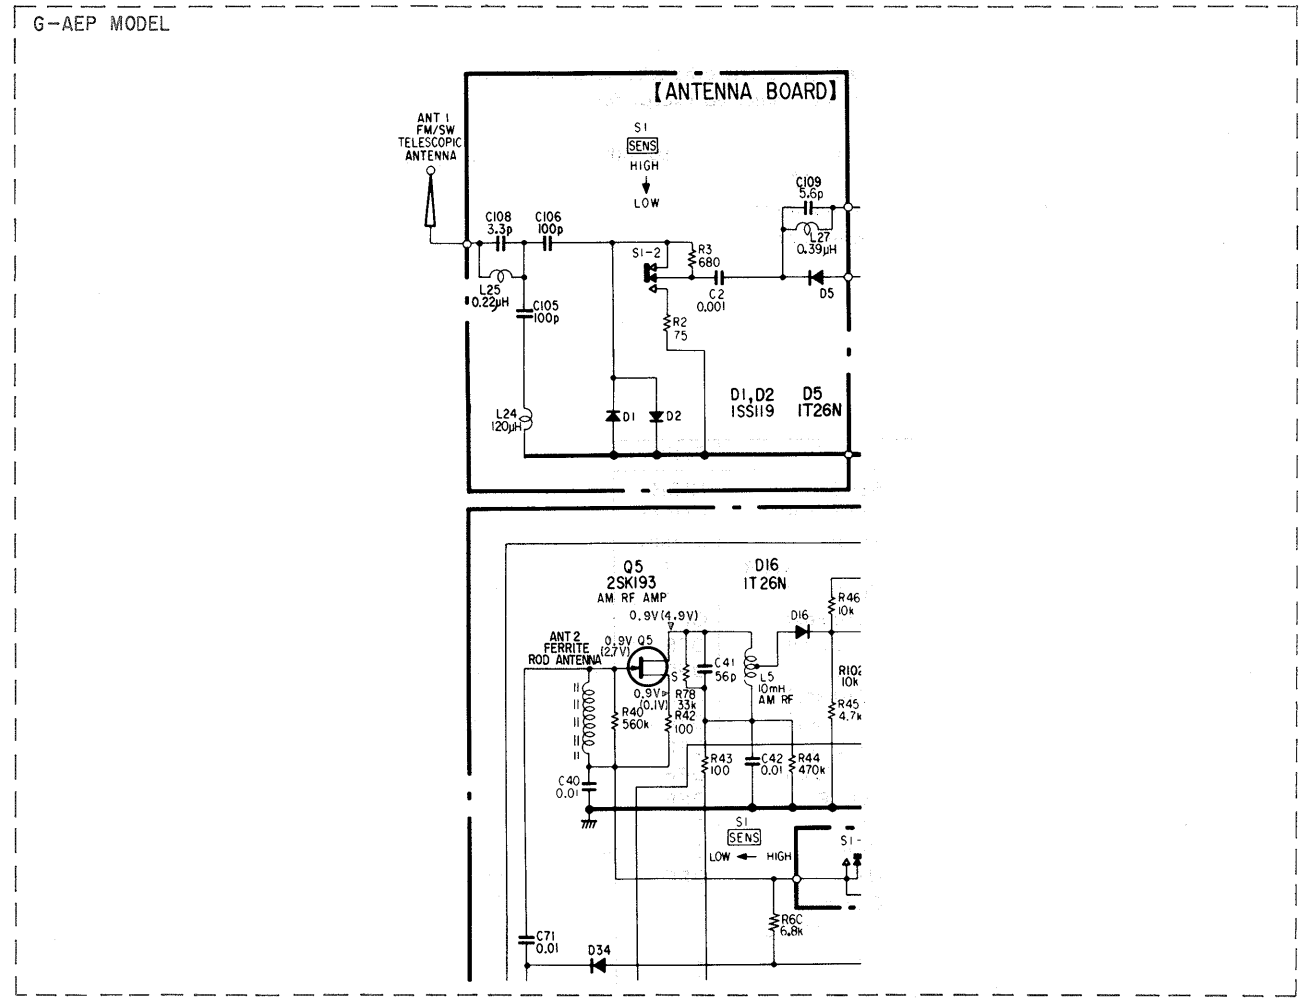 G-AEP MODEL
【ANTENNA BOARD】
ANT 1
FM/SW
TELESCOPIC
ANTENNA
S1
SENS
HIGH
LOW
C108
3.3p
C106
100p
C109
5.6p
L27
0.39μH
S1-2
R3
680
L25
0.22μH
C105
100p
C2
0.001
D5
R2
75
D1,D2
1SS119
D5
1T26N
L24
120μH
D1
D2
Q5
2SK193
AM RF AMP
D16
1T26N
0.9V(4.9V)
R46
10k
D16
ANT 2
FERRITE
ROD ANTENNA
0.9V Q5
(2.7V)
C41
56p
S
L5
10mH
AM RF
R102
10k
0.9V
(0.1V)
R78
33k
R40
560k
R42
100
R45
4.7k
R43
100
C42
0.01
R44
470k
C40
0.01
S1
SENS
LOW
HIGH
S1-
R60
6.8k
C71
0.01
D34